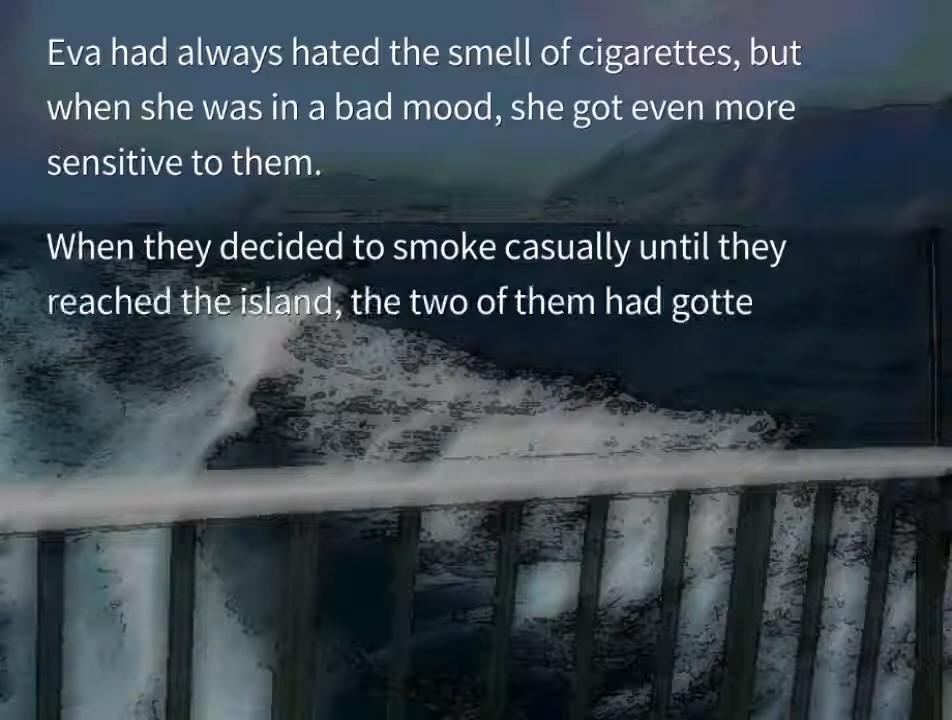 Eva had always hated the smell of cigarettes, but
when she was in a bad mood, she got even more
sensitive to them.
When they decided to smoke casually until they
reached the island, the two of them had gotte